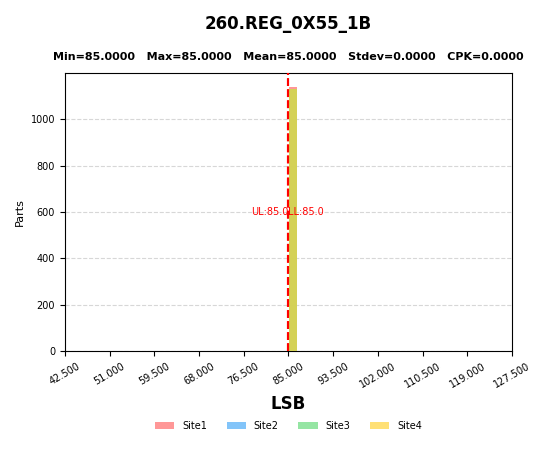 260.REG_0X55_1B
Min=85.0000 Max=85.0000 Mean=85.0000 Stdev=0.0000 CPK=0.0000
1000
800
600
400
200
0
Parts
UL:85.0
LL:85.0
42.500 51.000 59.500 68.000 76.500 85.000 93.500 102.000 110.500 119.000 127.500
LSB
Site1 Site2 Site3 Site4